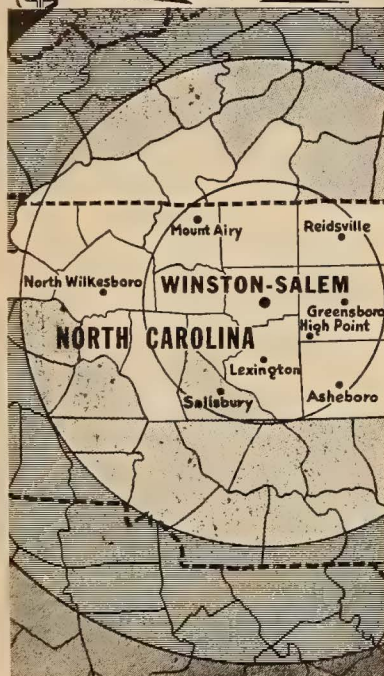 Mount Airy
Reidsville
North Wilkesboro
WINSTON-SALEM
Greensboro
High Point
NORTH CAROLINA
Lexington
Salisbury
Asheboro